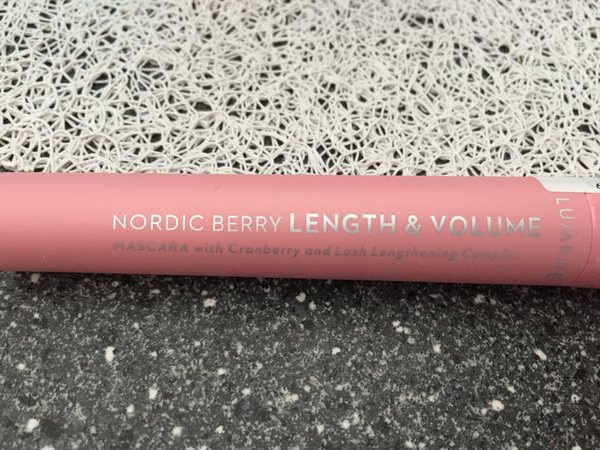 NORDIC BERRY LENGTH & VOLUME
MASCARA with Cranberry and Lash Lengthening Complex
LUMENE